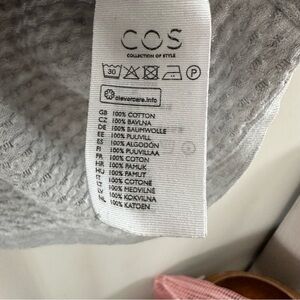 COS
COLLECTION OF STYLE
30 P
clevercare.info
GB 100% COTTON
CZ 100% BAVLNA
DE 100% BAUMWOLLE
EE 100% PUUVILL
ES 100% ALGODÓN
FI 100% PUUVILLAA
FR 100% COTON
HR 100% PAMUK
HU 100% PAMUT
IT 100% COTONE
LT 100% MEDVILNĖ
LV 100% KOKVILNA
NL 100% KATOEN